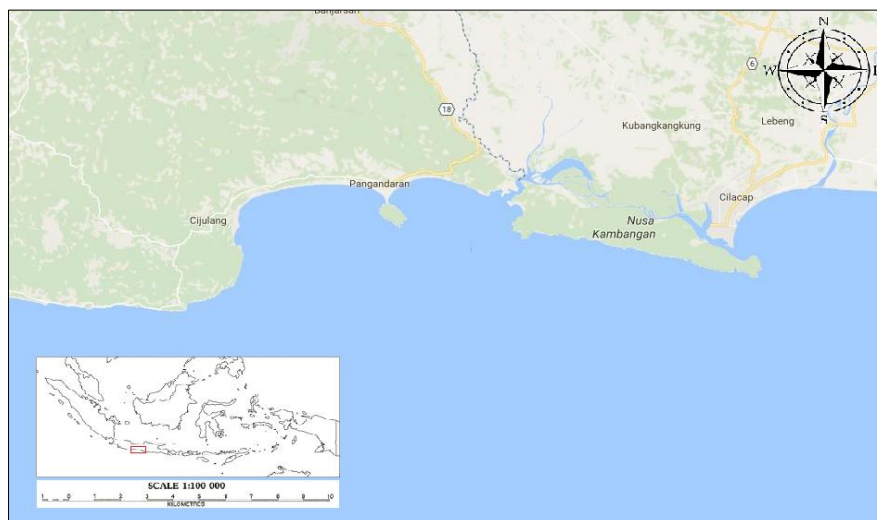 Banjarsari
N
6
W
E
S
18
Kubangkangkung
Lebeng
Pangandaran
Cilacap
Cijulang
Nusa
Kambangan
SCALE 1:100 000
1 0 1 2 3 4 5 6 7 8 9 10
KILOMETRES